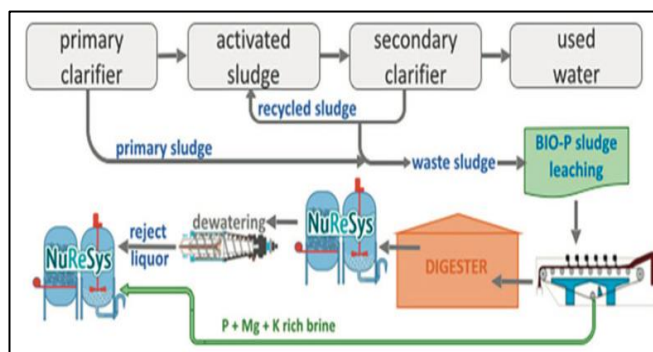 primary
clarifier
activated
sludge
secondary
clarifier
used
water
recycled sludge
primary sludge
waste sludge
BIO-P sludge
leaching
dewatering
NuReSys
reject
liquor
NuReSys
DIGESTER
P + Mg + K rich brine